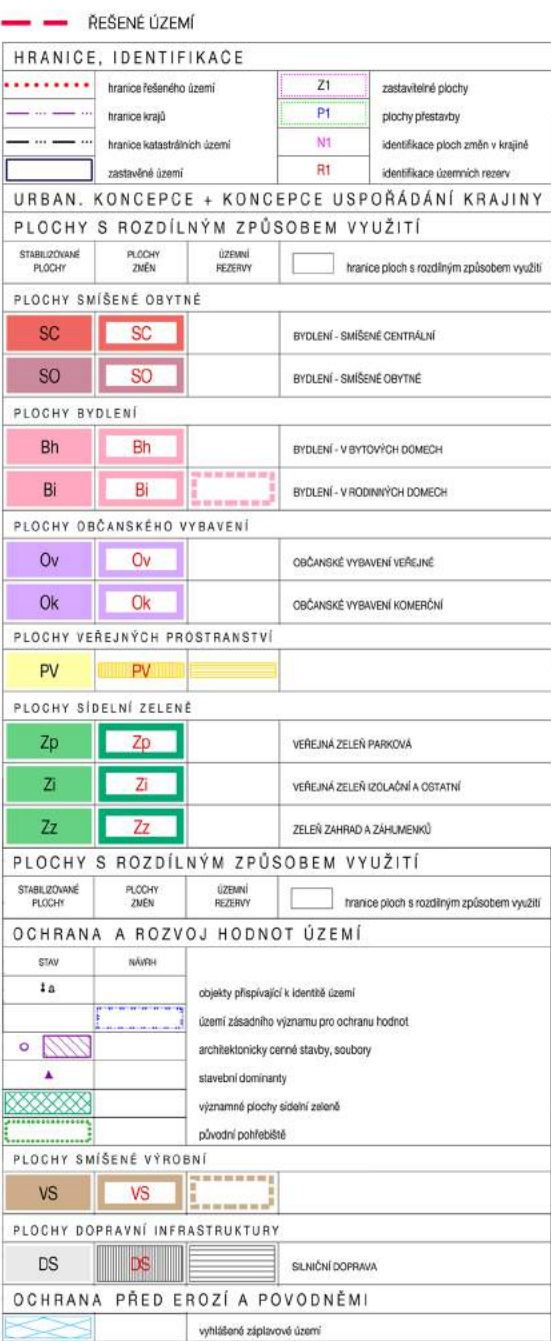 ŘEŠENÉ ÚZEMÍ
HRANICE, IDENTIFIKACE
hranice řešeného území Z1 zastavitelné plochy
hranice krajů P1 plochy přestavby
hranice katastrálních území N1 identifikace ploch změn v krajině
zastavěné území R1 identifikace územních rezerv
URBAN. KONCEPCE + KONCEPCE USPOŘÁDÁNÍ KRAJINY
PLOCHY S ROZDÍLNÝM ZPŮSOBEM VYUŽITÍ
STABILIZOVANÉ PLOCHY PLOCHY ZMĚN ÚZEMNÍ REZERVY hranice ploch s rozdílným způsobem využití
PLOCHY SMÍŠENÉ OBYTNÉ
SC SC BYDLENÍ - SMÍŠENÉ CENTRÁLNÍ
SO SO BYDLENÍ - SMÍŠENÉ OBYTNÉ
PLOCHY BYDLENÍ
Bh Bh BYDLENÍ - V BYTOVÝCH DOMECH
Bi Bi BYDLENÍ - V RODINNÝCH DOMECH
PLOCHY OBČANSKÉHO VYBAVENÍ
Ov Ov OBČANSKÉ VYBAVENÍ VEŘEJNÉ
Ok Ok OBČANSKÉ VYBAVENÍ KOMERČNÍ
PLOCHY VEŘEJNÝCH PROSTRANSTVÍ
PV PV
PLOCHY SÍDELNÍ ZELENĚ
Zp Zp VEŘEJNÁ ZELEŇ PARKOVÁ
Zi Zi VEŘEJNÁ ZELEŇ IZOLAČNÍ A OSTATNÍ
Zz Zz ZELEŇ ZAHRAD A ZÁHUMENKŮ
PLOCHY S ROZDÍLNÝM ZPŮSOBEM VYUŽITÍ
STABILIZOVANÉ PLOCHY PLOCHY ZMĚN ÚZEMNÍ REZERVY hranice ploch s rozdílným způsobem využití
OCHRANA A ROZVOJ HODNOT ÚZEMÍ
STAV NÁVRH
objekty přispívající k identitě území
území zásadního významu pro ochranu hodnot
architektonicky cenné stavby, soubory
stavební dominanty
významné plochy sídelní zeleně
původní pohřebiště
PLOCHY SMÍŠENÉ VÝROBNÍ
VS VS
PLOCHY DOPRAVNÍ INFRASTRUKTURY
DS DS SILNIČNÍ DOPRAVA
OCHRANA PŘED EROZÍ A POVODNĚMI
vyhlášené záplavové území